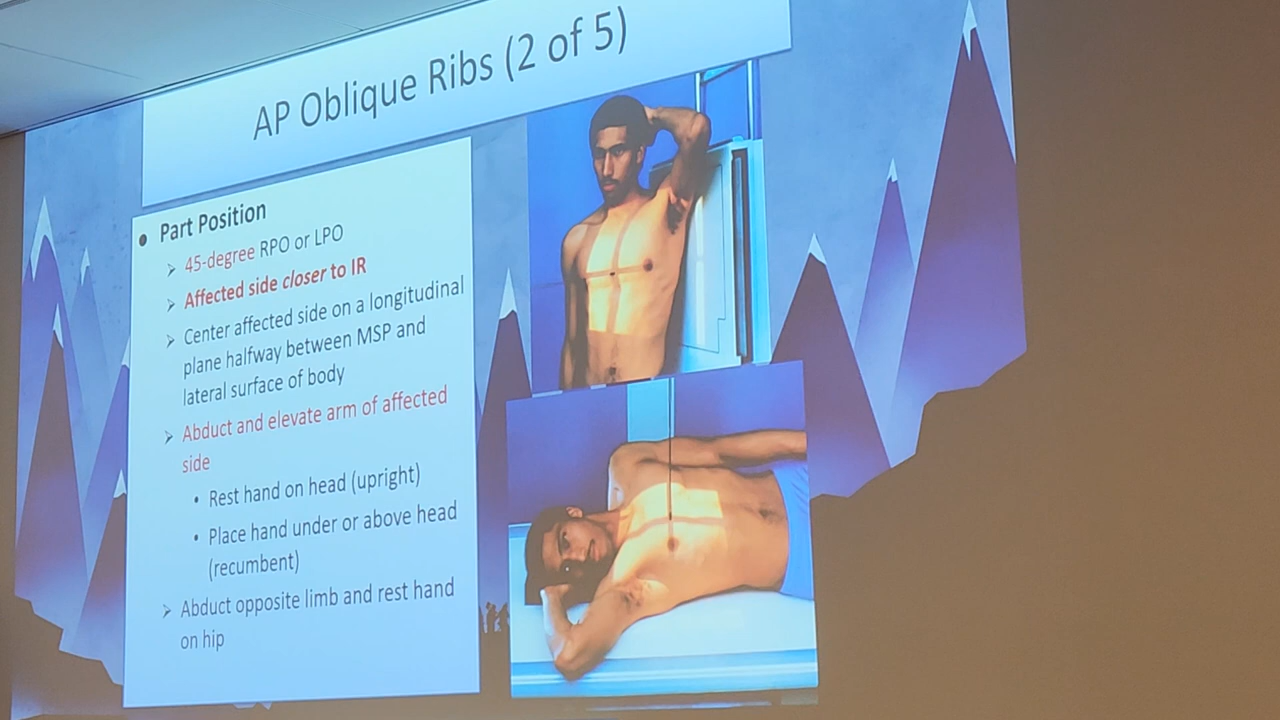 AP Oblique Ribs (2 of 5)
• Part Position
➢ 45-degree RPO or LPO
➢ Affected side closer to IR
➢ Center affected side on a longitudinal
plane halfway between MSP and
lateral surface of body
➢ Abduct and elevate arm of affected
side
• Rest hand on head (upright)
• Place hand under or above head
(recumbent)
➢ Abduct opposite limb and rest hand
on hip